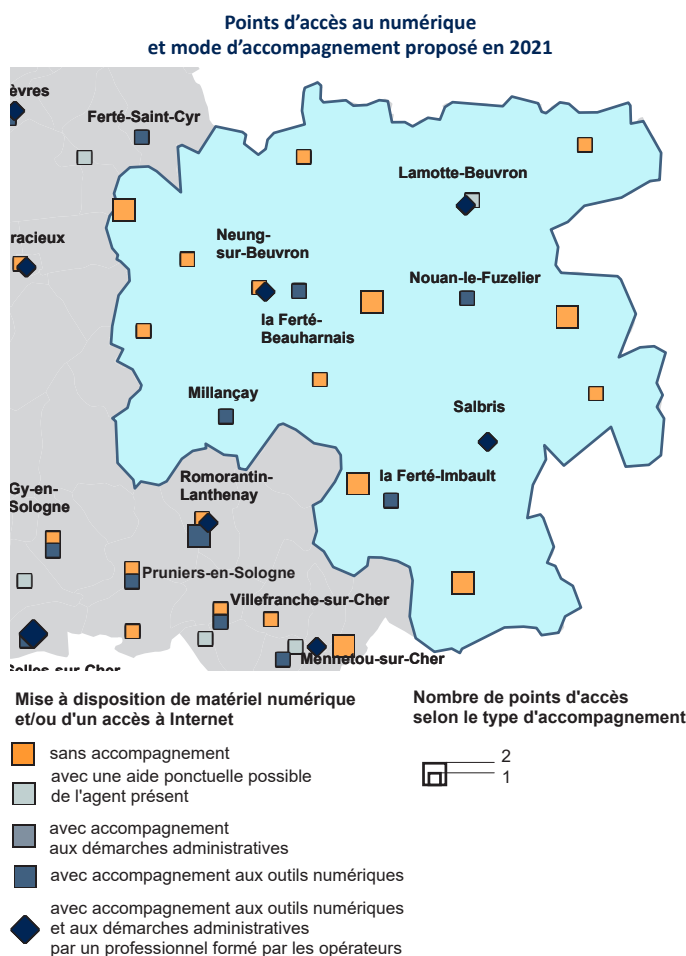 Points d'accès au numérique
et mode d'accompagnement proposé en 2021
èvres
Ferté-Saint-Cyr
Lamotte-Beuvron
racieux
Neung-
sur-Beuvron
Nouan-le-Fuzelier
la Ferté-
Beauharnais
Millançay
Salbris
Romorantin-
Lanthenay
la Ferté-Imbault
Gy-en-
Sologne
Pruniers-en-Sologne
Villefranche-sur-Cher
Mennetou-sur-Cher
Selles-sur-Cher
Mise à disposition de matériel numérique
et/ou d'un accès à Internet
sans accompagnement
avec une aide ponctuelle possible
de l'agent présent
avec accompagnement
aux démarches administratives
avec accompagnement aux outils numériques
avec accompagnement aux outils numériques
et aux démarches administratives
par un professionnel formé par les opérateurs
Nombre de points d'accès
selon le type d'accompagnement
2
1